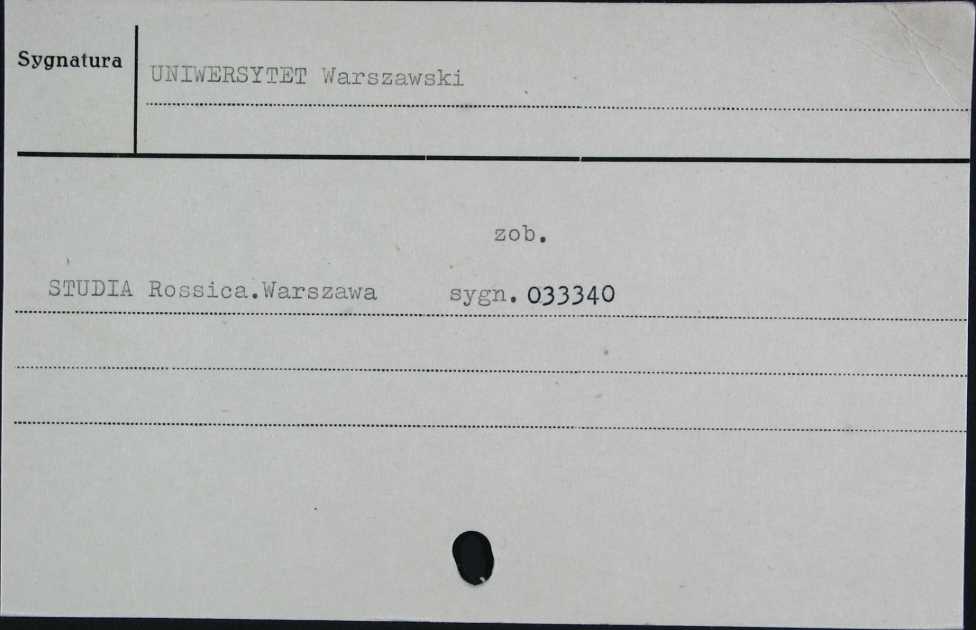 Sygnatura
UNIWERSYTET Warszawski
zob.
STUDIA Rossica.Warszawa sygn. 033340